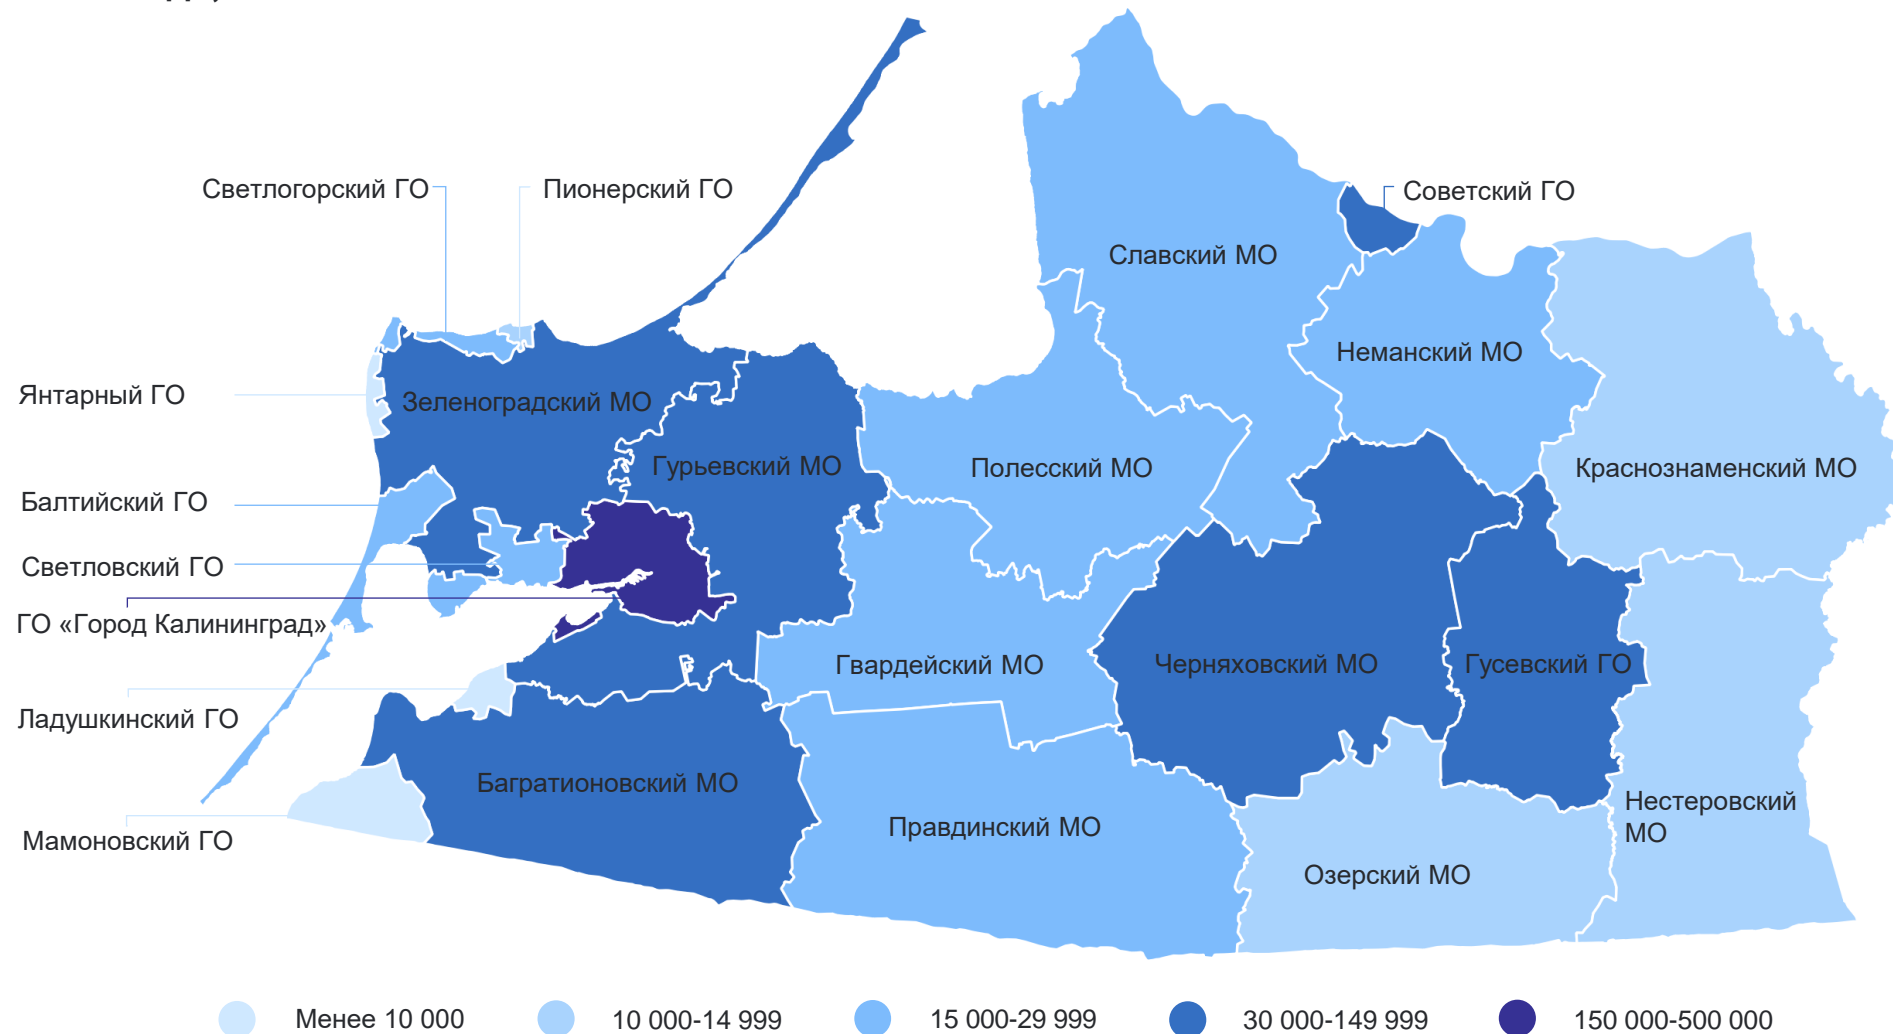 Светлогорский ГО
Пионерский ГО
Советский ГО
Славский МО
Неманский МО
Янтарный ГО
Зеленоградский МО
Гурьевский МО
Полесский МО
Краснознаменский МО
Балтийский ГО
Светловский ГО
ГО «Город Калининград»
Гвардейский МО
Черняховский МО
Гусевский ГО
Ладушкинский ГО
Багратионовский МО
Мамоновский ГО
Правдинский МО
Нестеровский
МО
Озерский МО
Менее 10 000
10 000-14 999
15 000-29 999
30 000-149 999
150 000-500 000